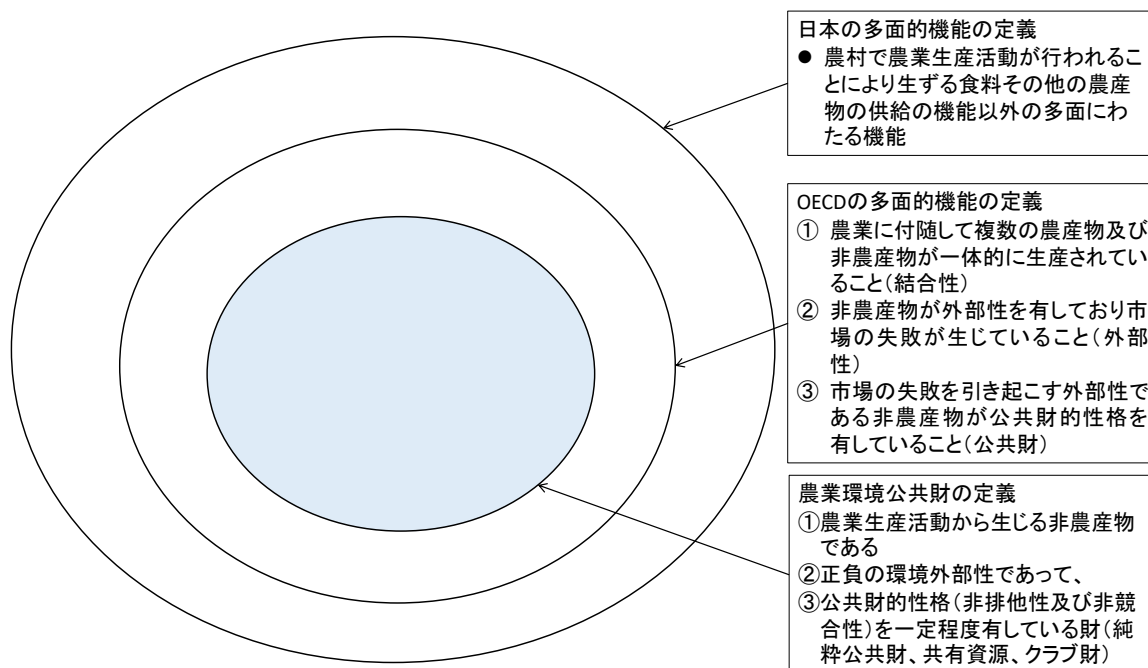 日本の多面的機能の定義
● 農村で農業生産活動が行われるこ
とにより生ずる食料その他の農産
物の供給の機能以外の多面にわ
たる機能
OECDの多面的機能の定義
① 農業に付随して複数の農産物及び
非農産物が一体的に生産されてい
ること(結合性)
② 非農産物が外部性を有しており市
場の失敗が生じていること(外部
性)
③ 市場の失敗を引き起こす外部性で
ある非農産物が公共財的性格を
有していること(公共財)
農業環境公共財の定義
①農業生産活動から生じる非農産物
である
②正負の環境外部性であって、
③公共財的性格(非排他性及び非競
合性)を一定程度有している財(純
粋公共財、共有資源、クラブ財)